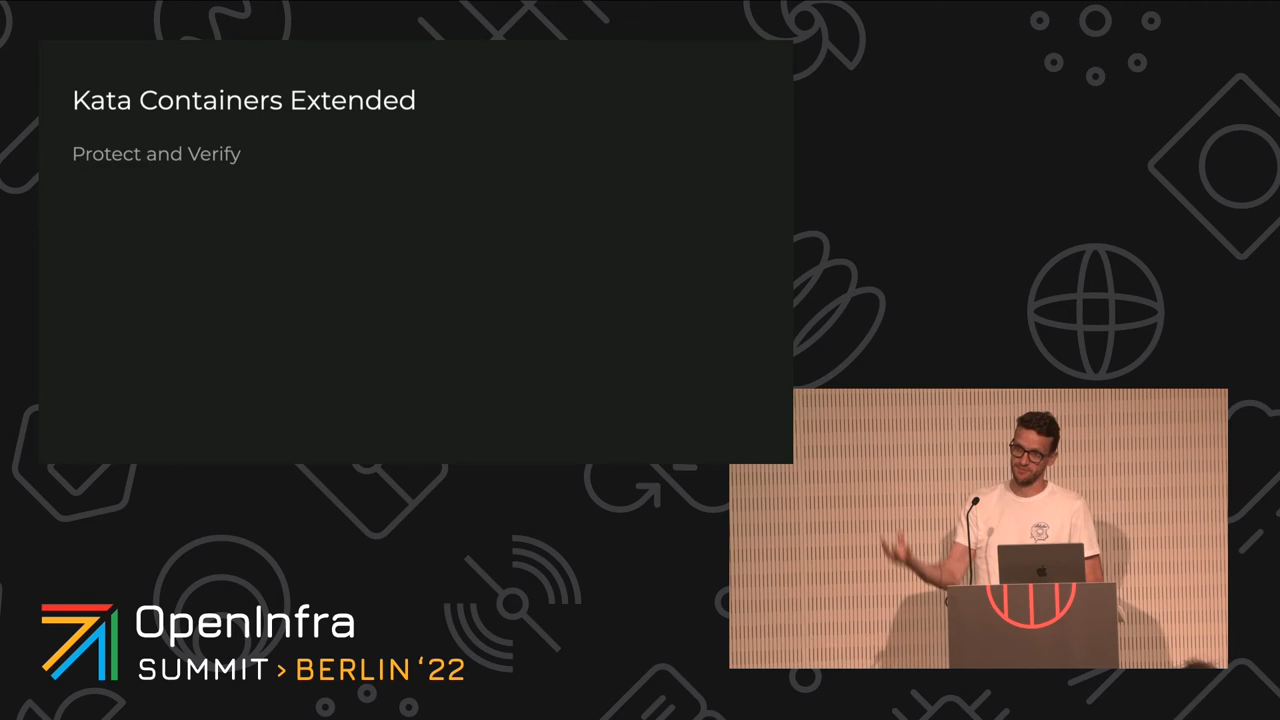 Kata Containers Extended
Protect and Verify
OpenInfra
SUMMIT > BERLIN ‘22